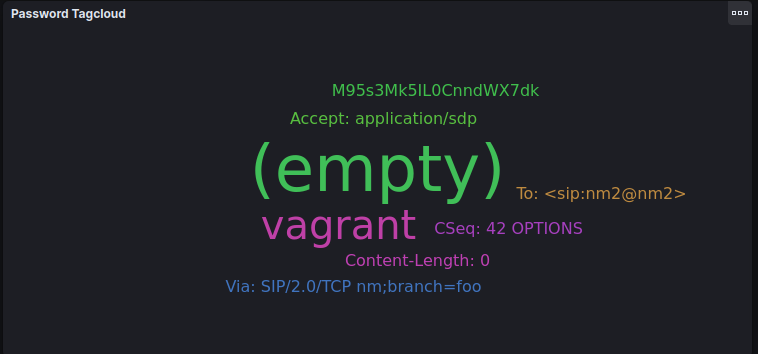 Password Tagcloud
M95s3Mk5IL0CnndWX7dk
Accept: application/sdp
(empty)
To: <sip:nm2@nm2>
vagrant
CSeq: 42 OPTIONS
Content-Length: 0
Via: SIP/2.0/TCP nm;branch=foo